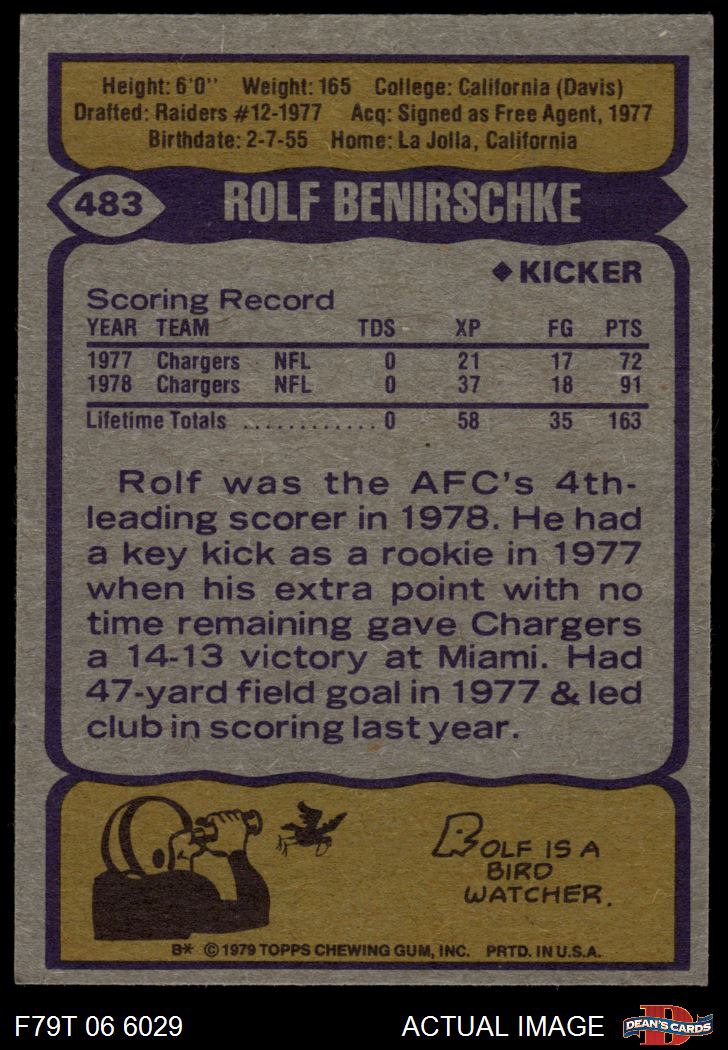 Height: 6'0" Weight: 165 College: California (Davis)
Drafted: Raiders #12-1977 Acq: Signed as Free Agent, 1977
Birthdate: 2-7-55 Home: La Jolla, California
483 ROLF BENIRSCHKE
◆ KICKER
Scoring Record
YEAR TEAM TDS XP FG PTS
1977 Chargers NFL 0 21 17 72
1978 Chargers NFL 0 37 18 91
Lifetime Totals ............ 0 58 35 163
Rolf was the AFC's 4th-
leading scorer in 1978. He had
a key kick as a rookie in 1977
when his extra point with no
time remaining gave Chargers
a 14-13 victory at Miami. Had
47-yard field goal in 1977 & led
club in scoring last year.
ROLF IS A
BIRD
WATCHER.
B* © 1979 TOPPS CHEWING GUM, INC. PRTD. IN U.S.A.
F79T 06 6029 ACTUAL IMAGE D DEAN'S CARDS